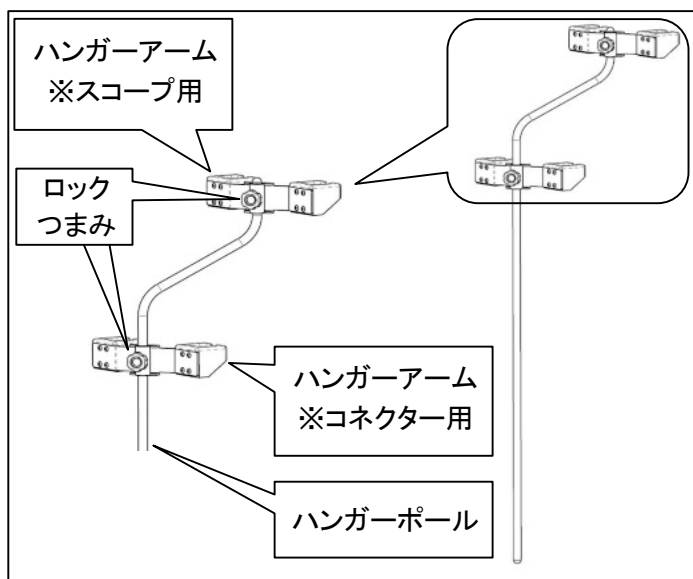 ハンガーアーム
※スコープ用
ロック
つまみ
ハンガーアーム
※コネクター用
ハンガーポール